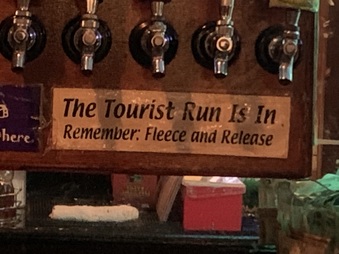 The Tourist Run Is In
Remember: Fleece and Release
here